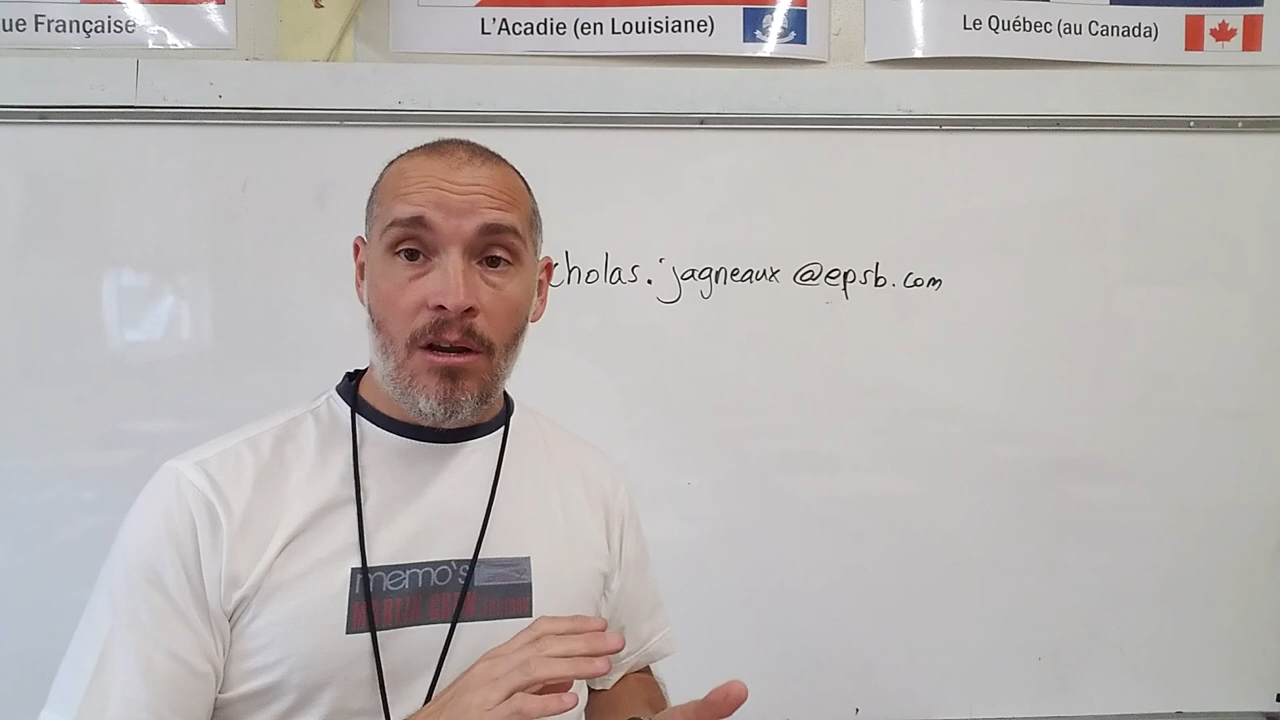 ue Française
L'Acadie (en Louisiane)
Le Québec (au Canada)
cholas.jagneaux@epsb.com
memo's